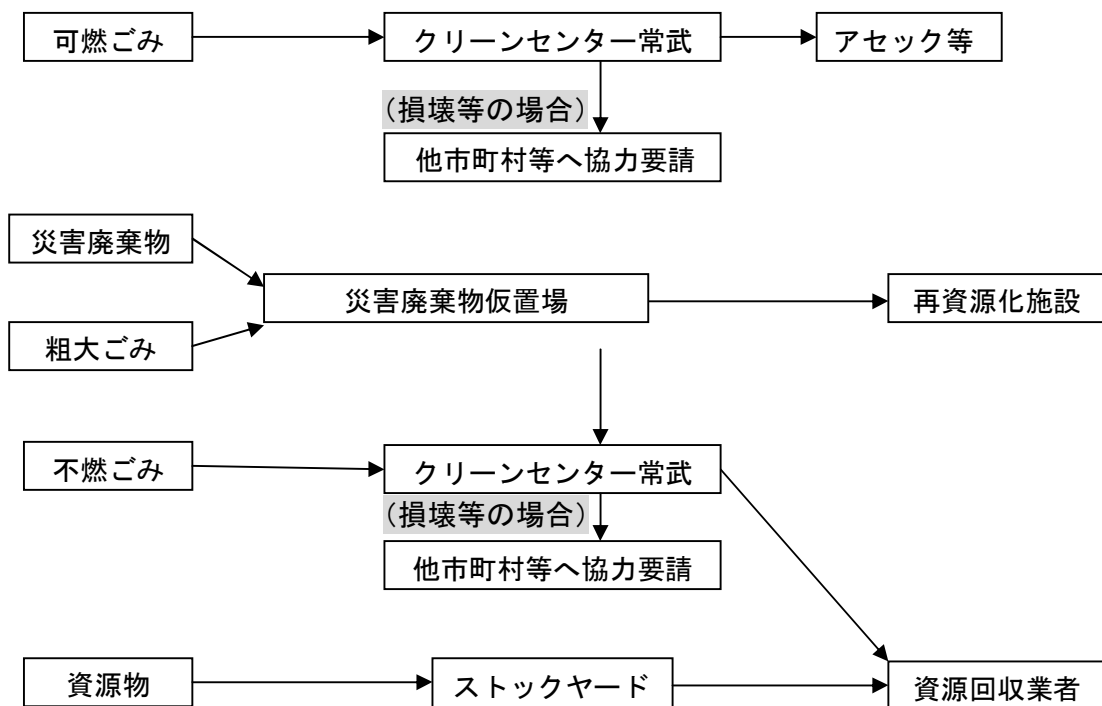 可燃ごみ
クリーンセンター常武
アセック等
（損壊等の場合）
他市町村等へ協力要請
災害廃棄物
災害廃棄物仮置場
再資源化施設
粗大ごみ
不燃ごみ
クリーンセンター常武
（損壊等の場合）
他市町村等へ協力要請
資源物
ストックヤード
資源回収業者